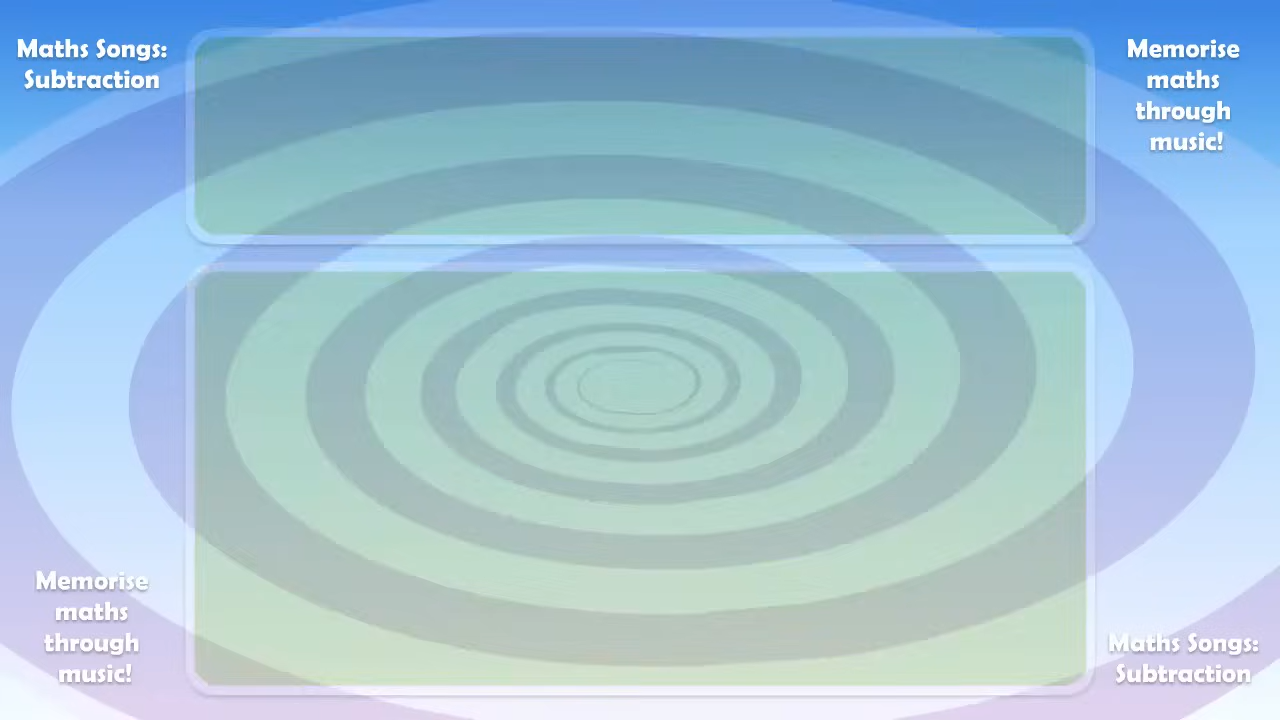 Maths Songs:
Subtraction
Memorise
maths
through
music!
Memorise
maths
through
music!
Maths Songs:
Subtraction